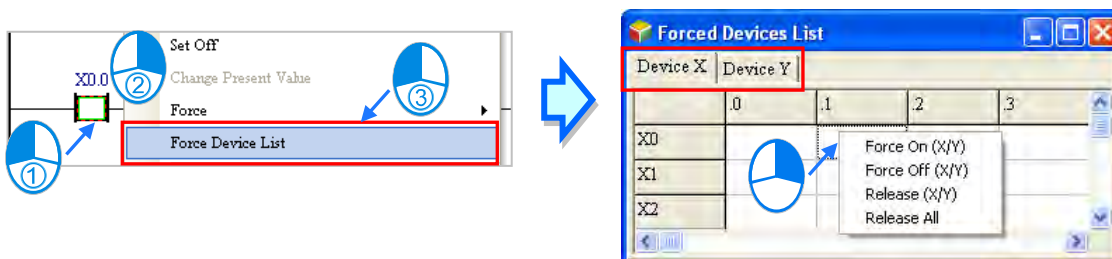 Set Off
X0.0
②
Change Present Value
③
Force
Force Device List
①
Forced Devices List
Device X
Device Y
.0 .1 .2 .3
X0
Force On (X/Y)
Force Off (X/Y)
X1
Release (X/Y)
X2
Release All